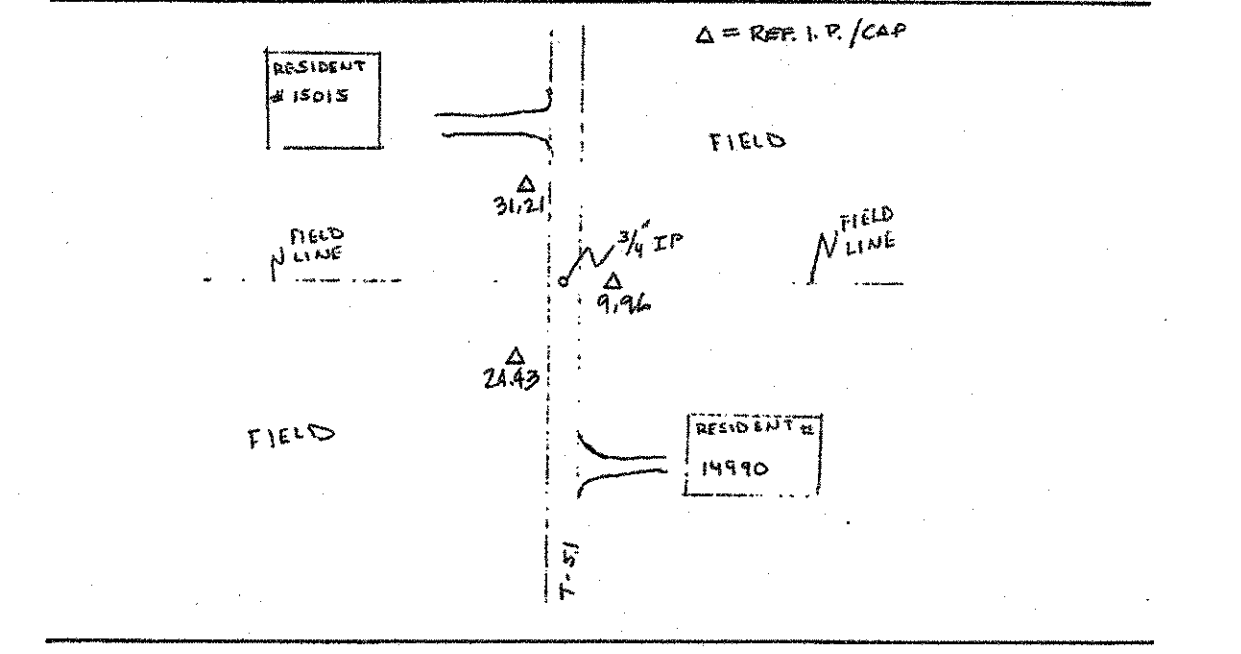 Δ = REF. I. P. /CAP
RESIDENT
# 15015
FIELD
31.21
FIELD
LINE
3/4" IP
FIELD
LINE
9.96
24.43
FIELD
RESIDENT #
14990
T-51